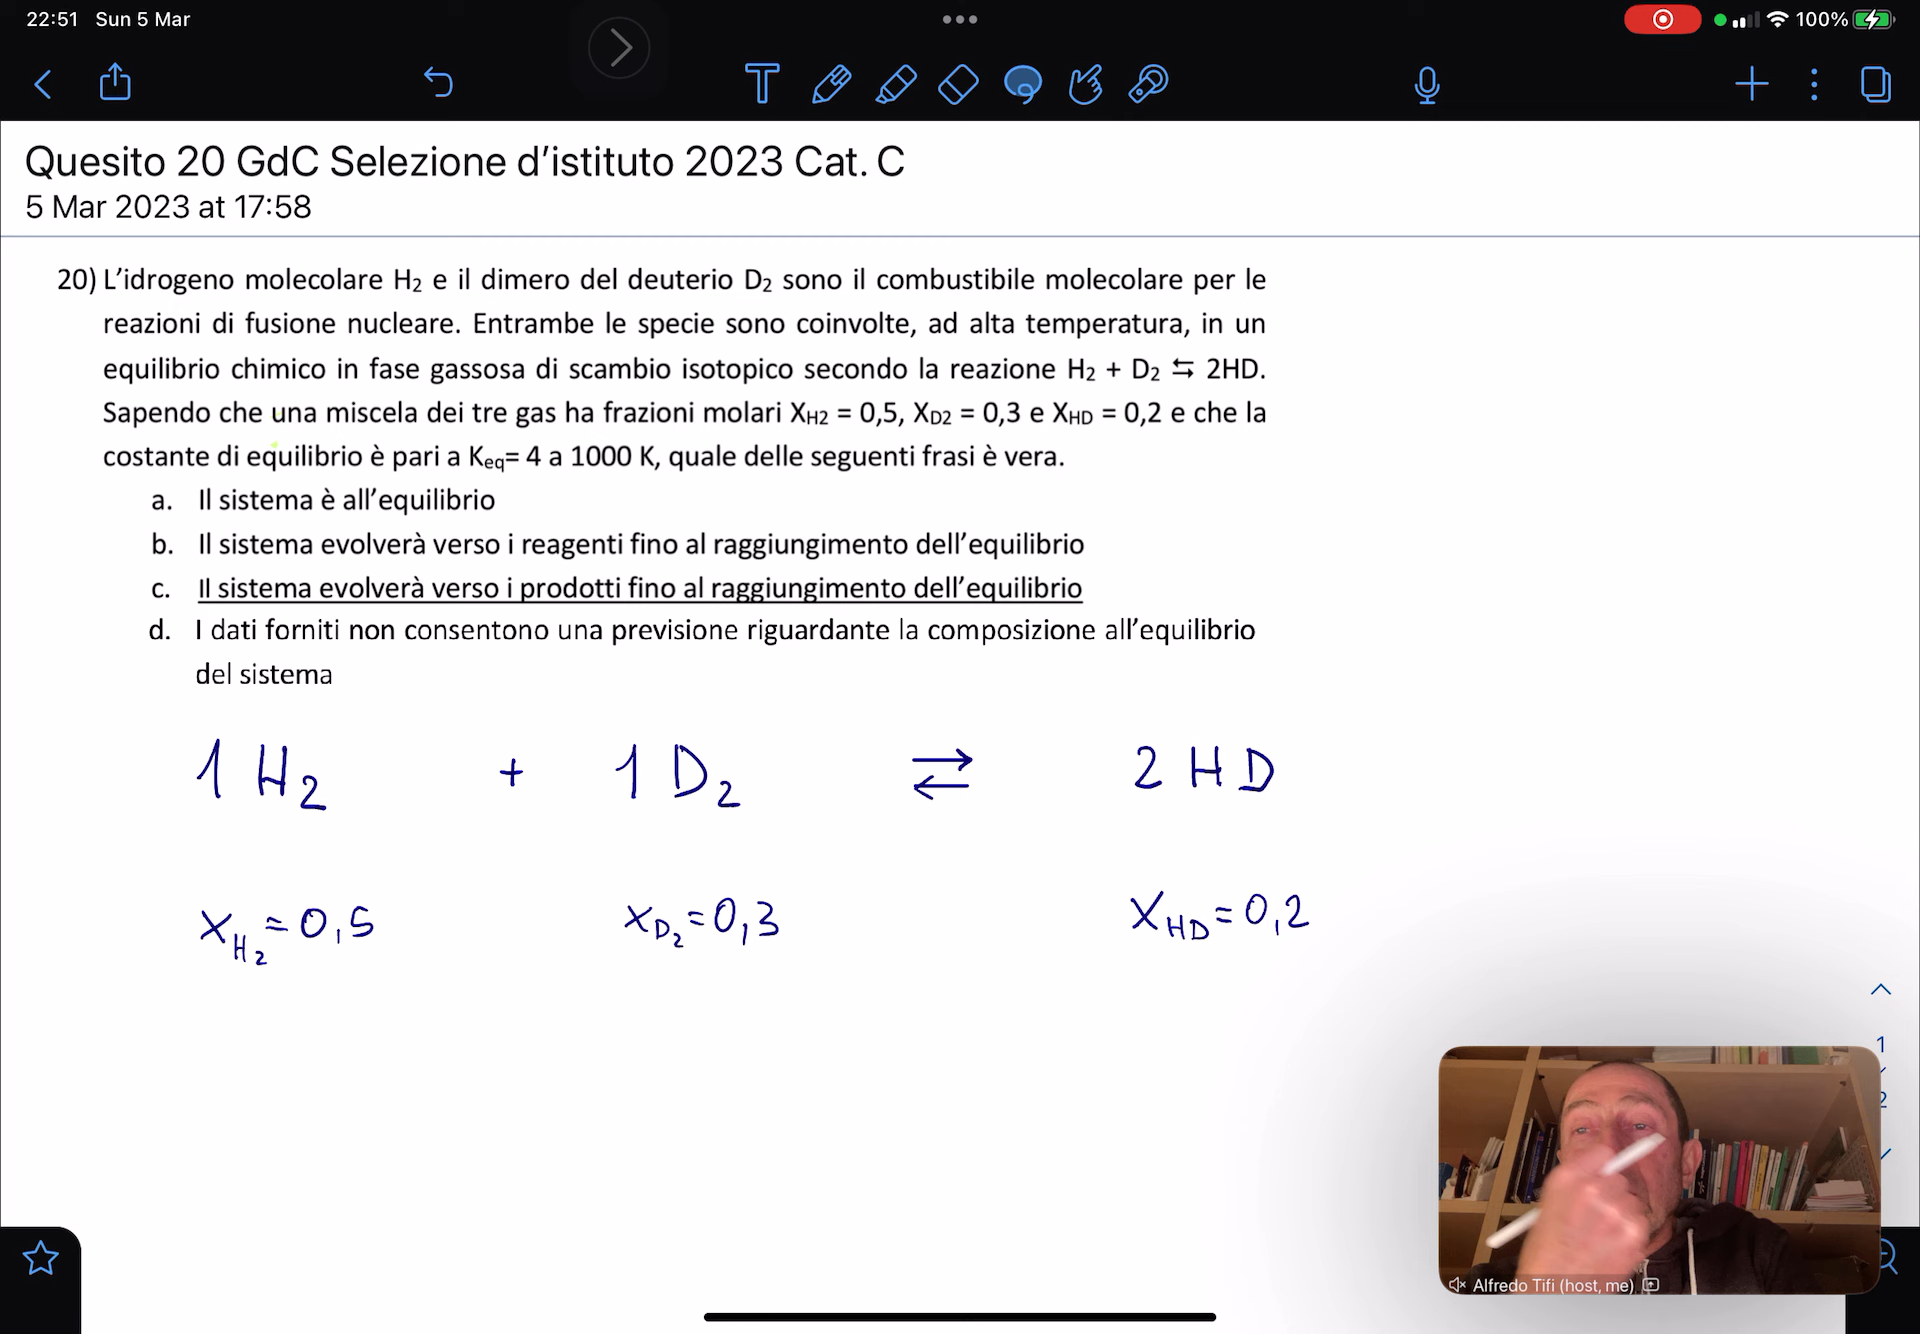 22:51 Sun 5 Mar
100%
Quesito 20 GdC Selezione d'istituto 2023 Cat. C
5 Mar 2023 at 17:58
20) L'idrogeno molecolare H₂ e il dimero del deuterio D₂ sono il combustibile molecolare per le
reazioni di fusione nucleare. Entrambe le specie sono coinvolte, ad alta temperatura, in un
equilibrio chimico in fase gassosa di scambio isotopico secondo la reazione H₂ + D₂ ⇆ 2HD.
Sapendo che una miscela dei tre gas ha frazioni molari XH2 = 0,5, XD2 = 0,3 e XHD = 0,2 e che la
costante di equilibrio è pari a Keq= 4 a 1000 K, quale delle seguenti frasi è vera.
a. Il sistema è all'equilibrio
b. Il sistema evolverà verso i reagenti fino al raggiungimento dell'equilibrio
c. Il sistema evolverà verso i prodotti fino al raggiungimento dell'equilibrio
d. I dati forniti non consentono una previsione riguardante la composizione all'equilibrio
del sistema
1 H₂ + 1 D₂ ⇄ 2 HD
XH₂ = 0,5 XD₂ = 0,3 XHD = 0,2
1
2
Alfredo Tifi (host, me)